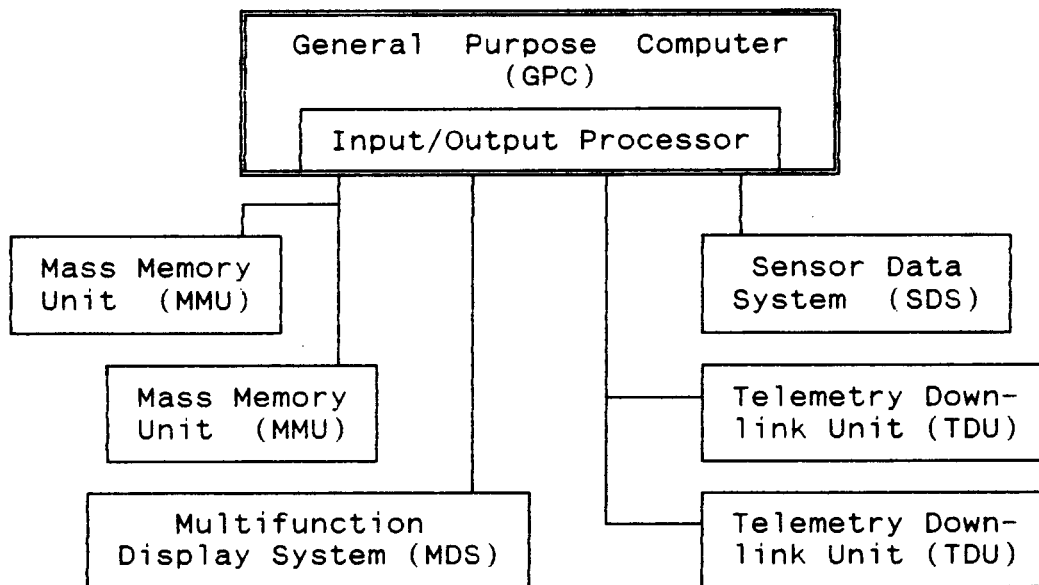 General Purpose Computer
(GPC)
Input/Output Processor
Mass Memory
Unit (MMU)
Sensor Data
System (SDS)
Mass Memory
Unit (MMU)
Telemetry Down-
link Unit (TDU)
Multifunction
Display System (MDS)
Telemetry Down-
link Unit (TDU)